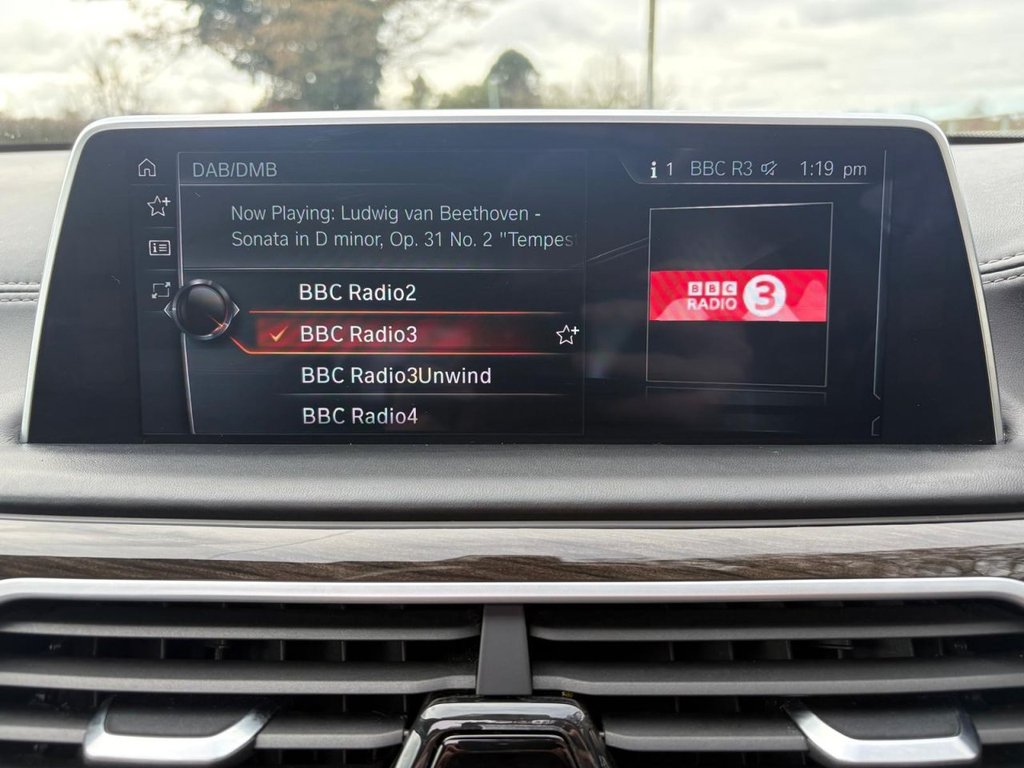 DAB/DMB
i 1 BBC R3 1:19 pm
Now Playing: Ludwig van Beethoven -
Sonata in D minor, Op. 31 No. 2 "Tempest
BBC Radio2
BBC Radio3
BBC Radio3Unwind
BBC Radio4
BBC
RADIO 3